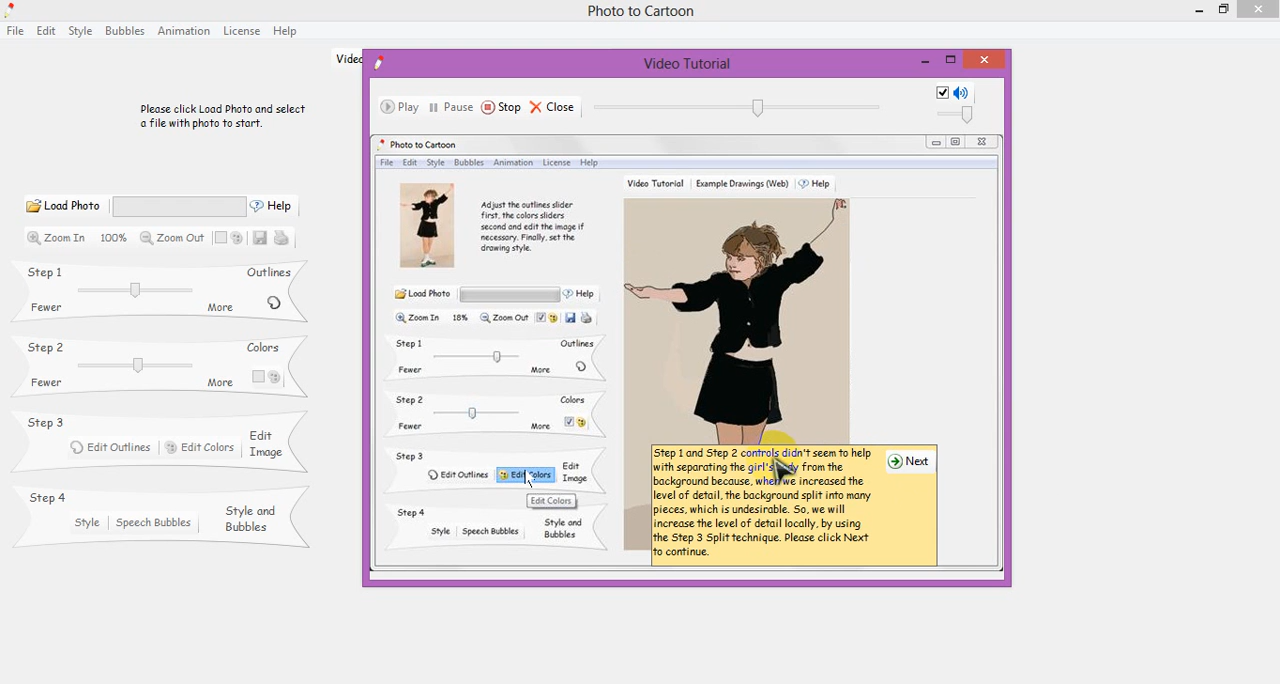 Photo to Cartoon
File Edit Style Bubbles Animation License Help
Video
Please click Load Photo and select
a file with photo to start.
Load Photo Help
Zoom In 100% Zoom Out
Step 1 Outlines
Fewer More
Step 2 Colors
Fewer More
Step 3 Edit Outlines Edit Colors Edit
Image
Step 4 Style Speech Bubbles Style and
Bubbles
Video Tutorial
Play Pause Stop Close
Photo to Cartoon
File Edit Style Bubbles Animation License Help
Video Tutorial Example Drawings (Web) Help
Adjust the outlines slider
first, the colors sliders
second and edit the image if
necessary. Finally, set the
drawing style.
Load Photo Help
Zoom In 18% Zoom Out
Step 1 Outlines
Fewer More
Step 2 Colors
Fewer More
Step 3 Edit Outlines Edit Colors Edit
Image
Edit Colors
Step 4 Style Speech Bubbles Style and
Bubbles
Step 1 and Step 2 controls didn't seem to help
with separating the girl's from the
background because, when we increased the
level of detail, the background split into many
pieces, which is undesirable. So, we will
increase the level of detail locally, by using
the Step 3 Split technique. Please click Next
to continue.
Next